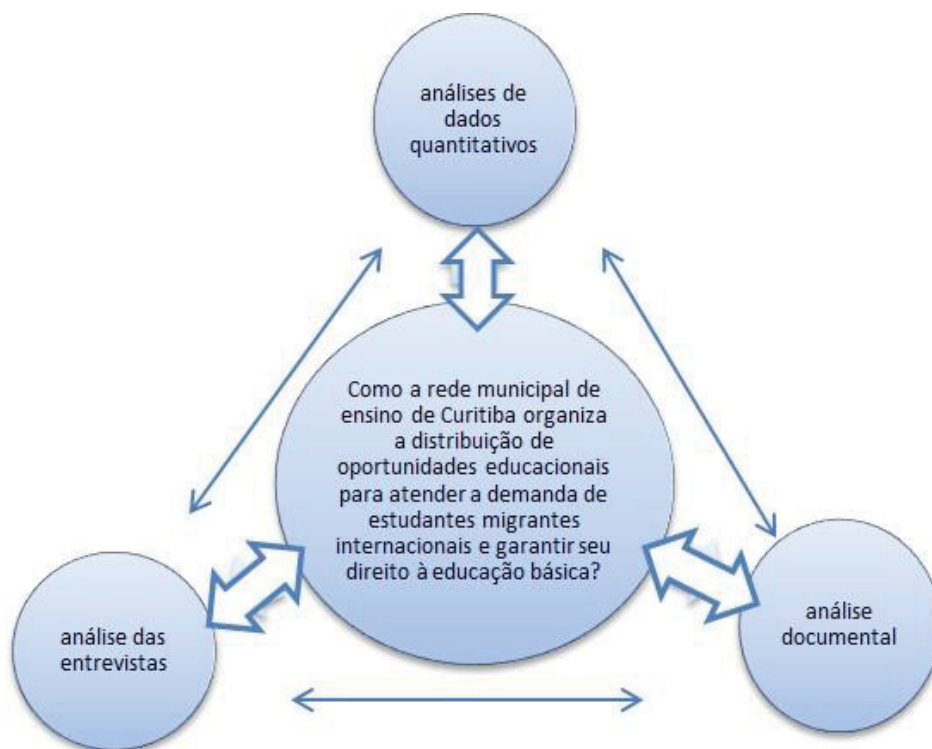 análises de
dados
quantitativos
Como a rede municipal de
ensino de Curitiba organiza
a distribuição de
oportunidades educacionais
para atender a demanda de
estudantes migrantes
internacionais e garantir seu
direito à educação básica?
análise das
entrevistas
análise
documental